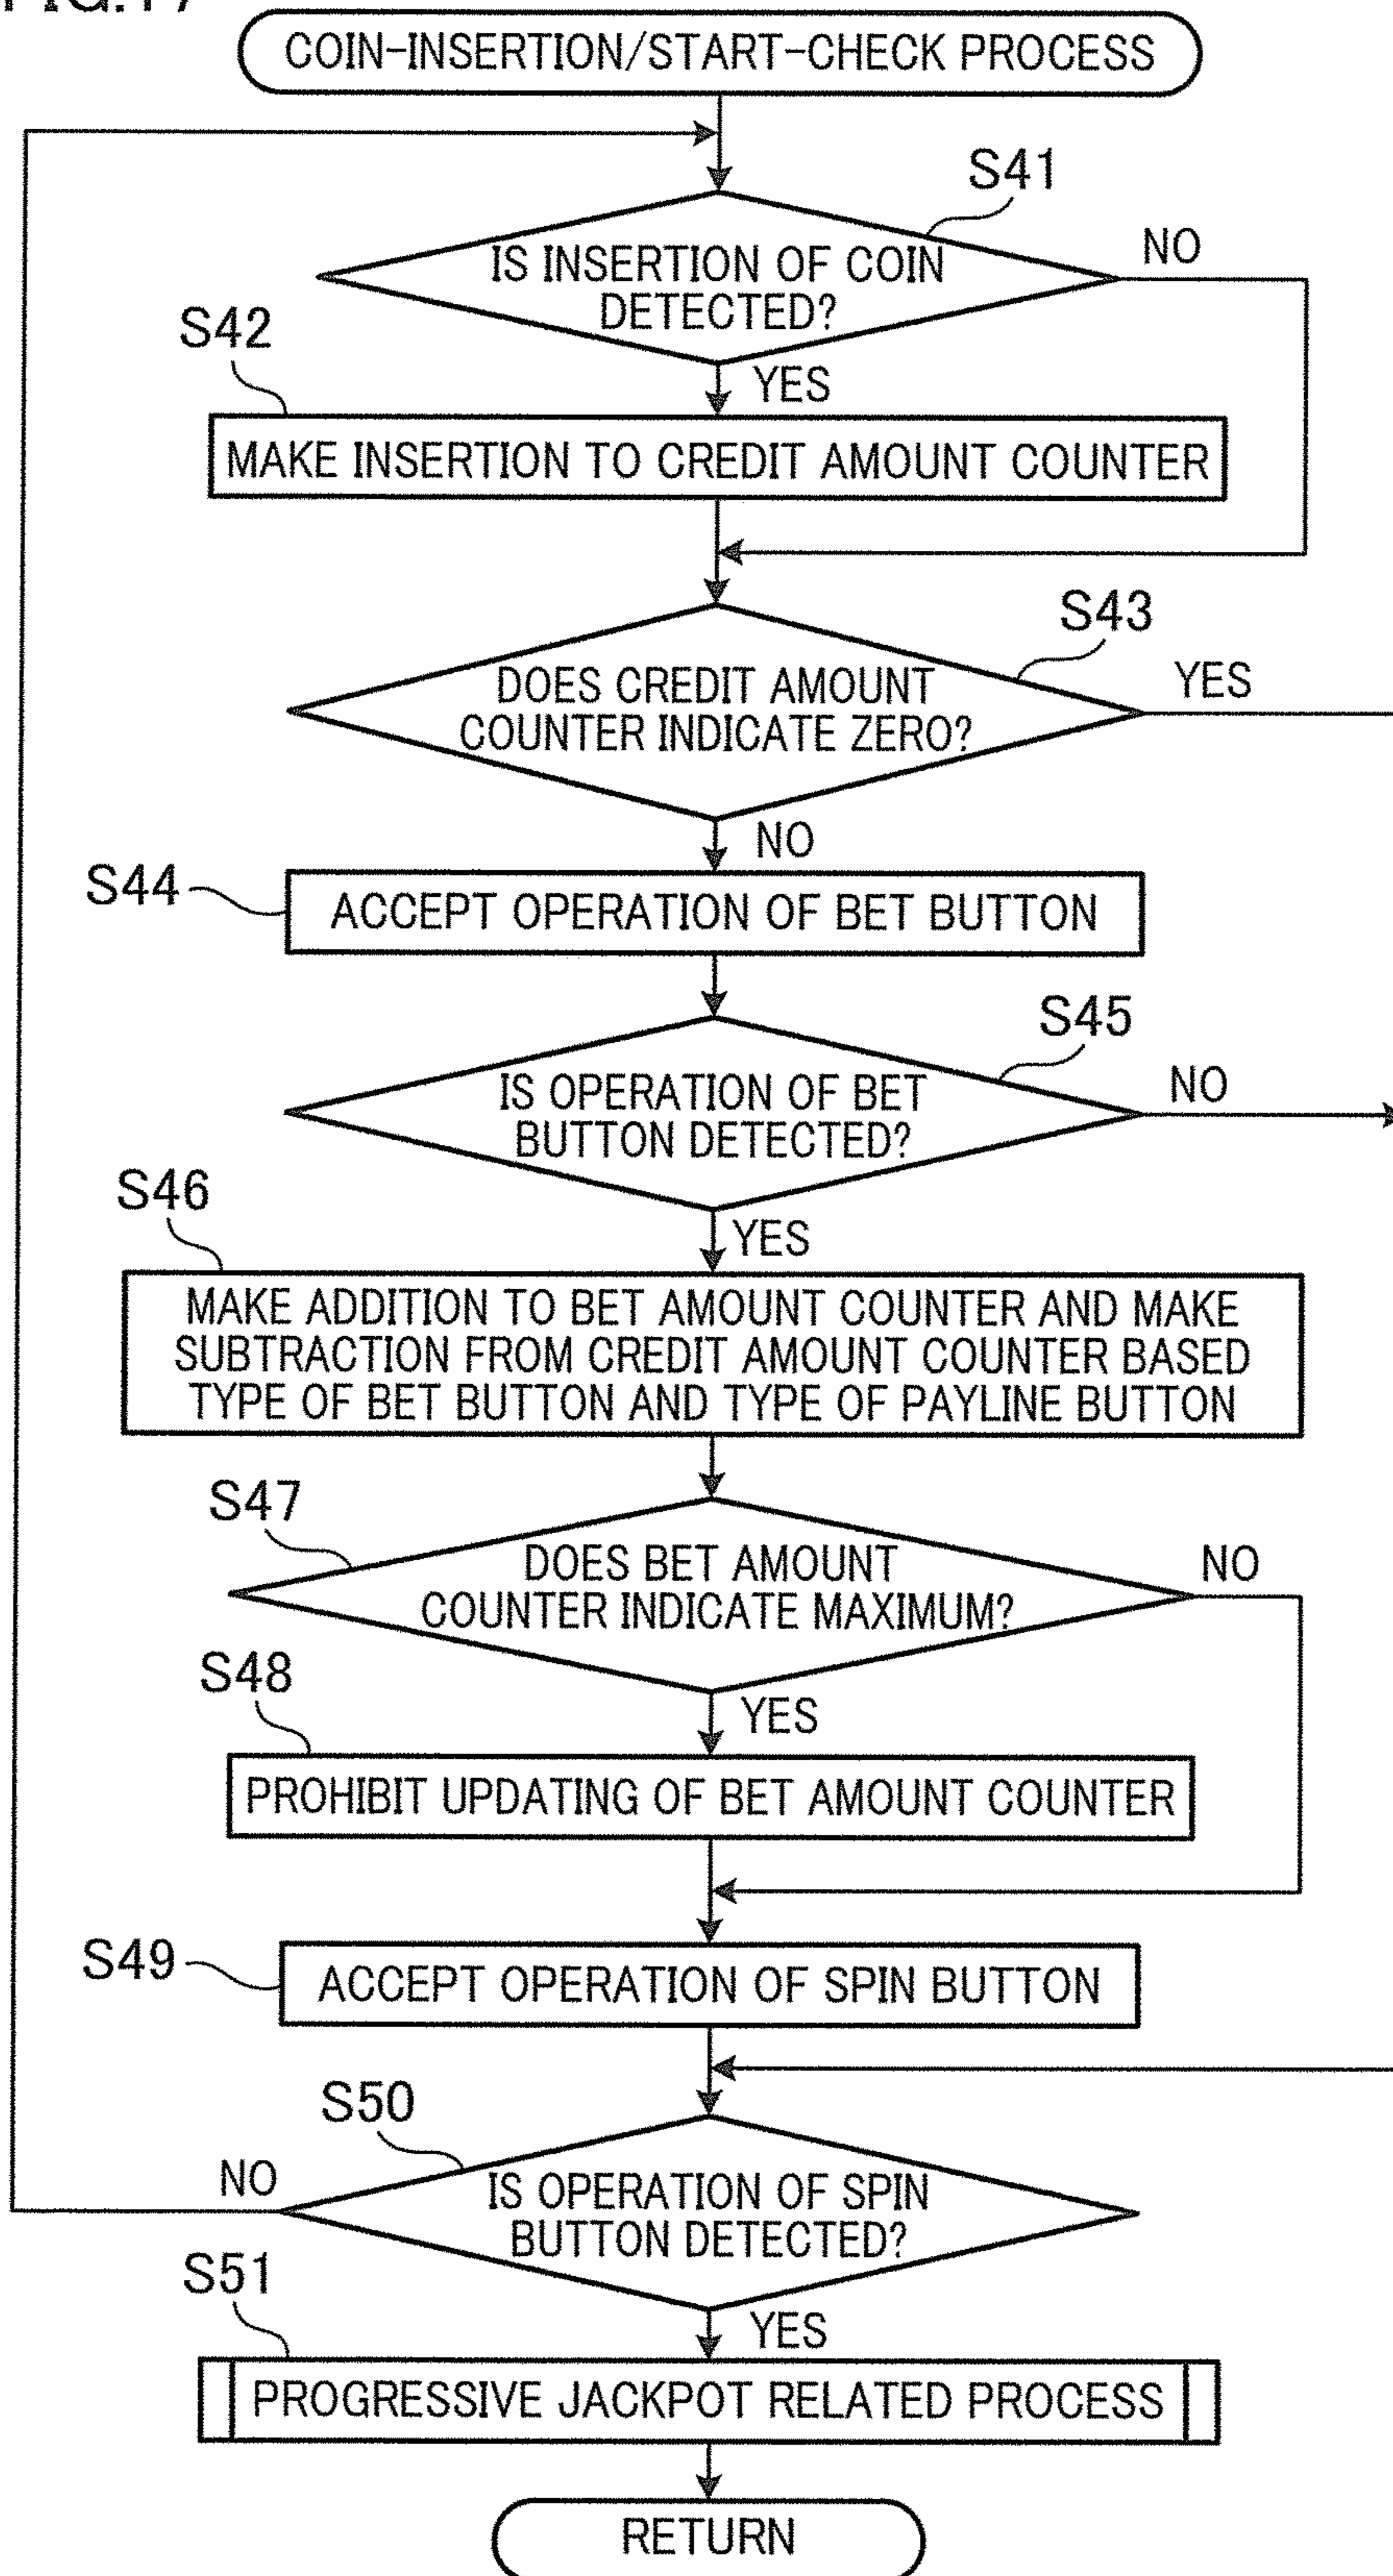 FIG.17
COIN-INSERTION/START-CHECK PROCESS
S41
IS INSERTION OF COIN
DETECTED?
NO
YES
S42
MAKE INSERTION TO CREDIT AMOUNT COUNTER
S43
DOES CREDIT AMOUNT
COUNTER INDICATE ZERO?
YES
NO
S44
ACCEPT OPERATION OF BET BUTTON
S45
IS OPERATION OF BET
BUTTON DETECTED?
NO
YES
S46
MAKE ADDITION TO BET AMOUNT COUNTER AND MAKE
SUBTRACTION FROM CREDIT AMOUNT COUNTER BASED
TYPE OF BET BUTTON AND TYPE OF PAYLINE BUTTON
S47
DOES BET AMOUNT
COUNTER INDICATE MAXIMUM?
NO
YES
S48
PROHIBIT UPDATING OF BET AMOUNT COUNTER
S49
ACCEPT OPERATION OF SPIN BUTTON
S50
NO
IS OPERATION OF SPIN
BUTTON DETECTED?
YES
S51
PROGRESSIVE JACKPOT RELATED PROCESS
RETURN